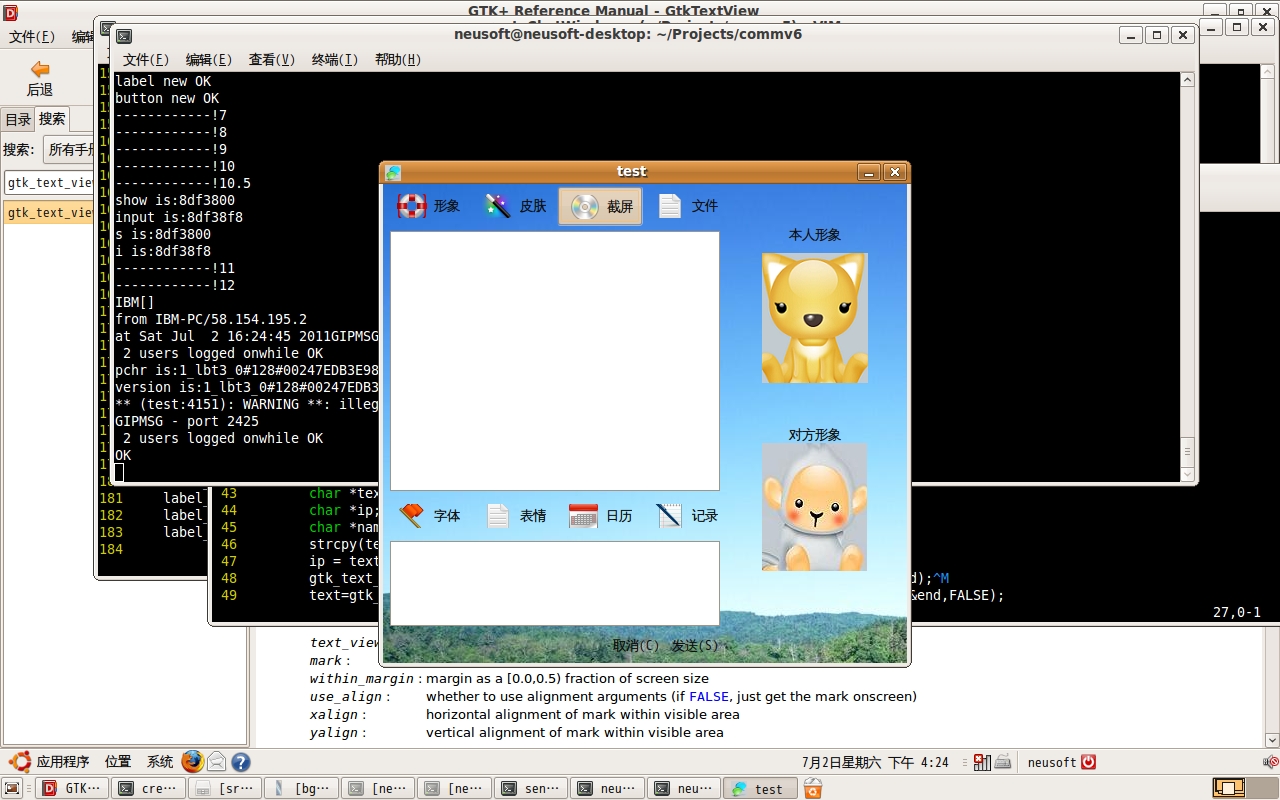 GTK+ Reference Manual - GtkTextView
文件(F)
后退
目录 搜索
搜索: 所有手
gtk_text_vie
gtk_text_vie
neusoft@neusoft-desktop: ~/Projects/commv6
文件(F) 编辑(E) 查看(V) 终端(T) 帮助(H)
label new OK
button new OK
------------!7
------------!8
------------!9
------------!10
------------!10.5
show is:8df3800
input is:8df38f8
s is:8df3800
i is:8df38f8
------------!11
------------!12
IBM[]
from IBM-PC/58.154.195.2
at Sat Jul  2 16:24:45 2011GIPMSG
 2 users logged onwhile OK
pchr is:1_lbt3_0#128#00247EDB3E98
version is:1_lbt3_0#128#00247EDB3
** (test:4151): WARNING **: illeg
GIPMSG - port 2425
 2 users logged onwhile OK
OK
181 label_
182 label_
183 label_
184
43 char *tex
44 char *ip;
45 char *nam
46 strcpy(te
47 ip = text
48 gtk_text_ d);^M
49 text=gtk_ &end,FALSE);
27,0-1
test
形象 皮肤 截屏 文件
本人形象
对方形象
字体 表情 日历 记录
取消(C) 发送(S)
text_view
mark :
within_margin : margin as a [0.0,0.5) fraction of screen size
use_align : whether to use alignment arguments (if FALSE, just get the mark onscreen)
xalign : horizontal alignment of mark within visible area
yalign : vertical alignment of mark within visible area
应用程序 位置 系统 7月2日星期六 下午 4:24 neusoft
GTK… cre… [sr… [bg… [ne… [ne… sen… neu… neu… test